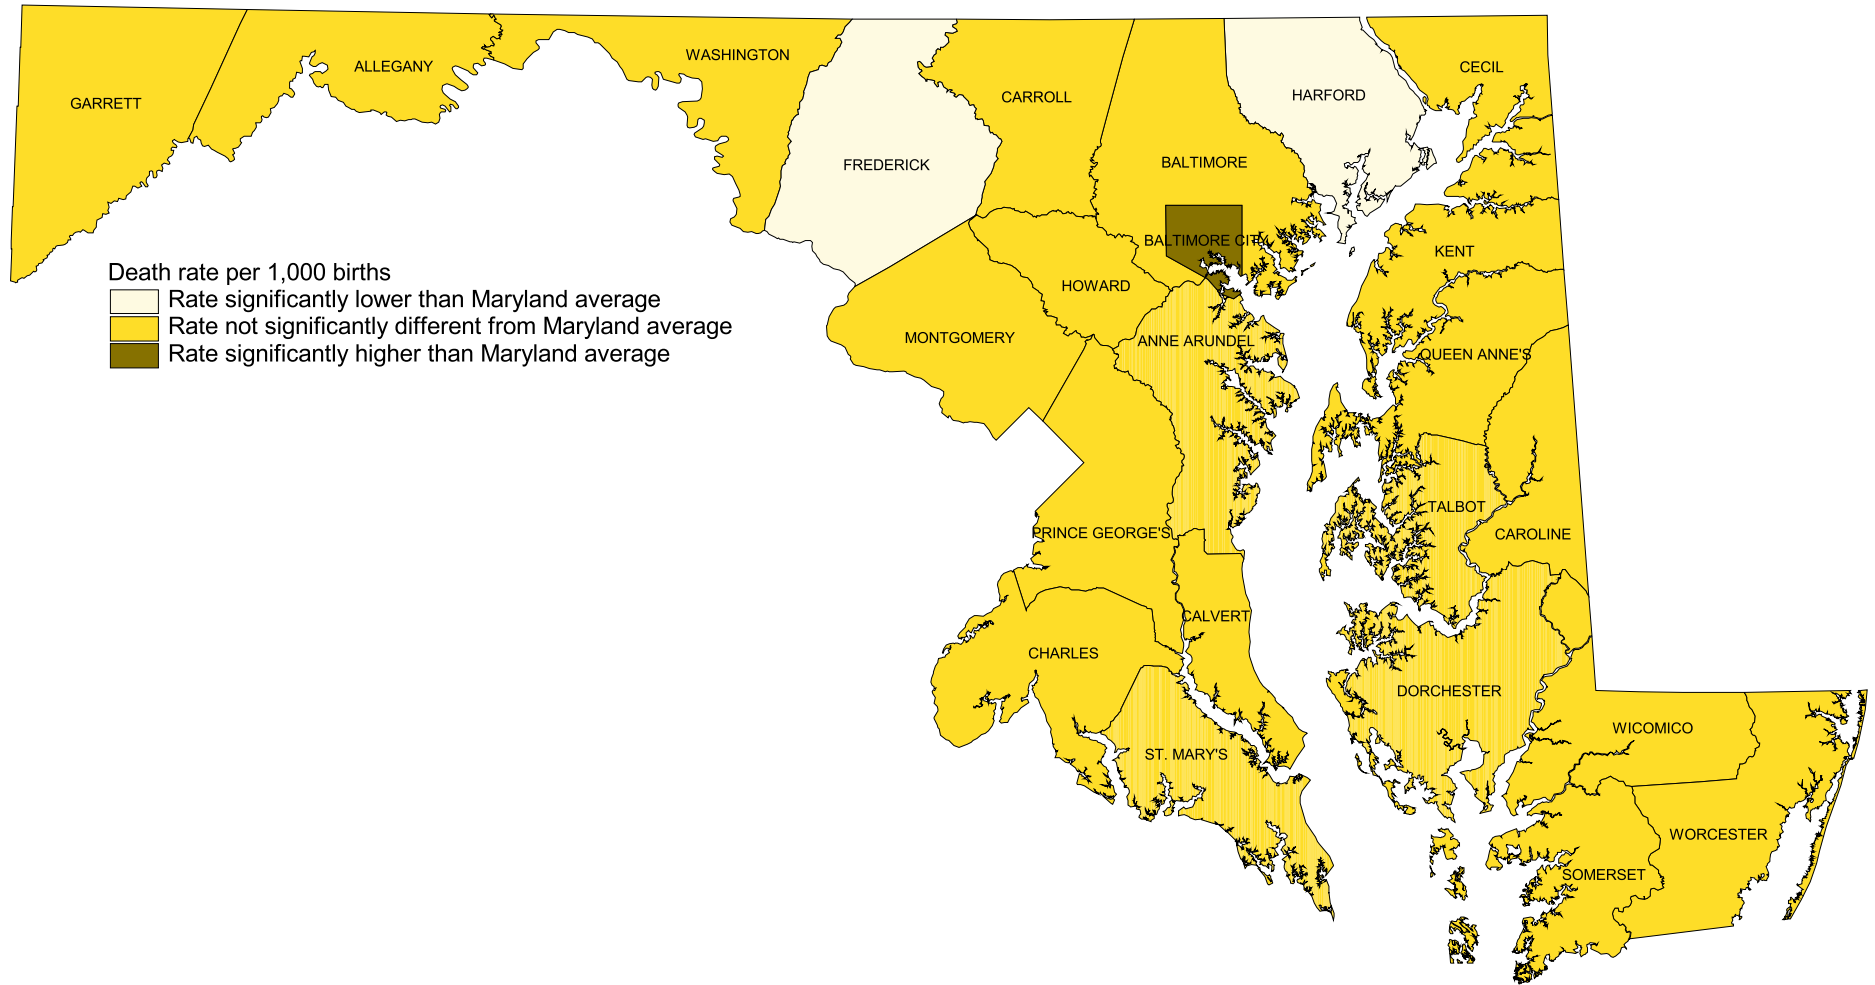 WASHINGTON
ALLEGANY
CECIL
GARRETT
CARROLL
HARFORD
FREDERICK
BALTIMORE
BALTIMORE CITY
KENT
Death rate per 1,000 births
Rate significantly lower than Maryland average
Rate not significantly different from Maryland average
Rate significantly higher than Maryland average
HOWARD
MONTGOMERY
ANNE ARUNDEL
QUEEN ANNE'S
TALBOT
PRINCE GEORGE'S
CAROLINE
CALVERT
CHARLES
DORCHESTER
WICOMICO
ST. MARY'S
WORCESTER
SOMERSET